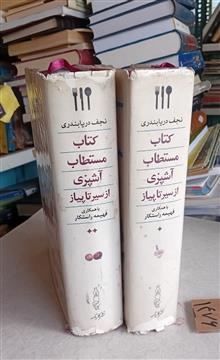 نجف دریابندری
کتاب
مستطاب
آشپزی
از سیر تا پیاز
با همکاری
فهیمه راستکار
نجف دریابندری
کتاب
مستطاب
آشپزی
از سیر تا پیاز
با همکاری
فهیمه راستکار